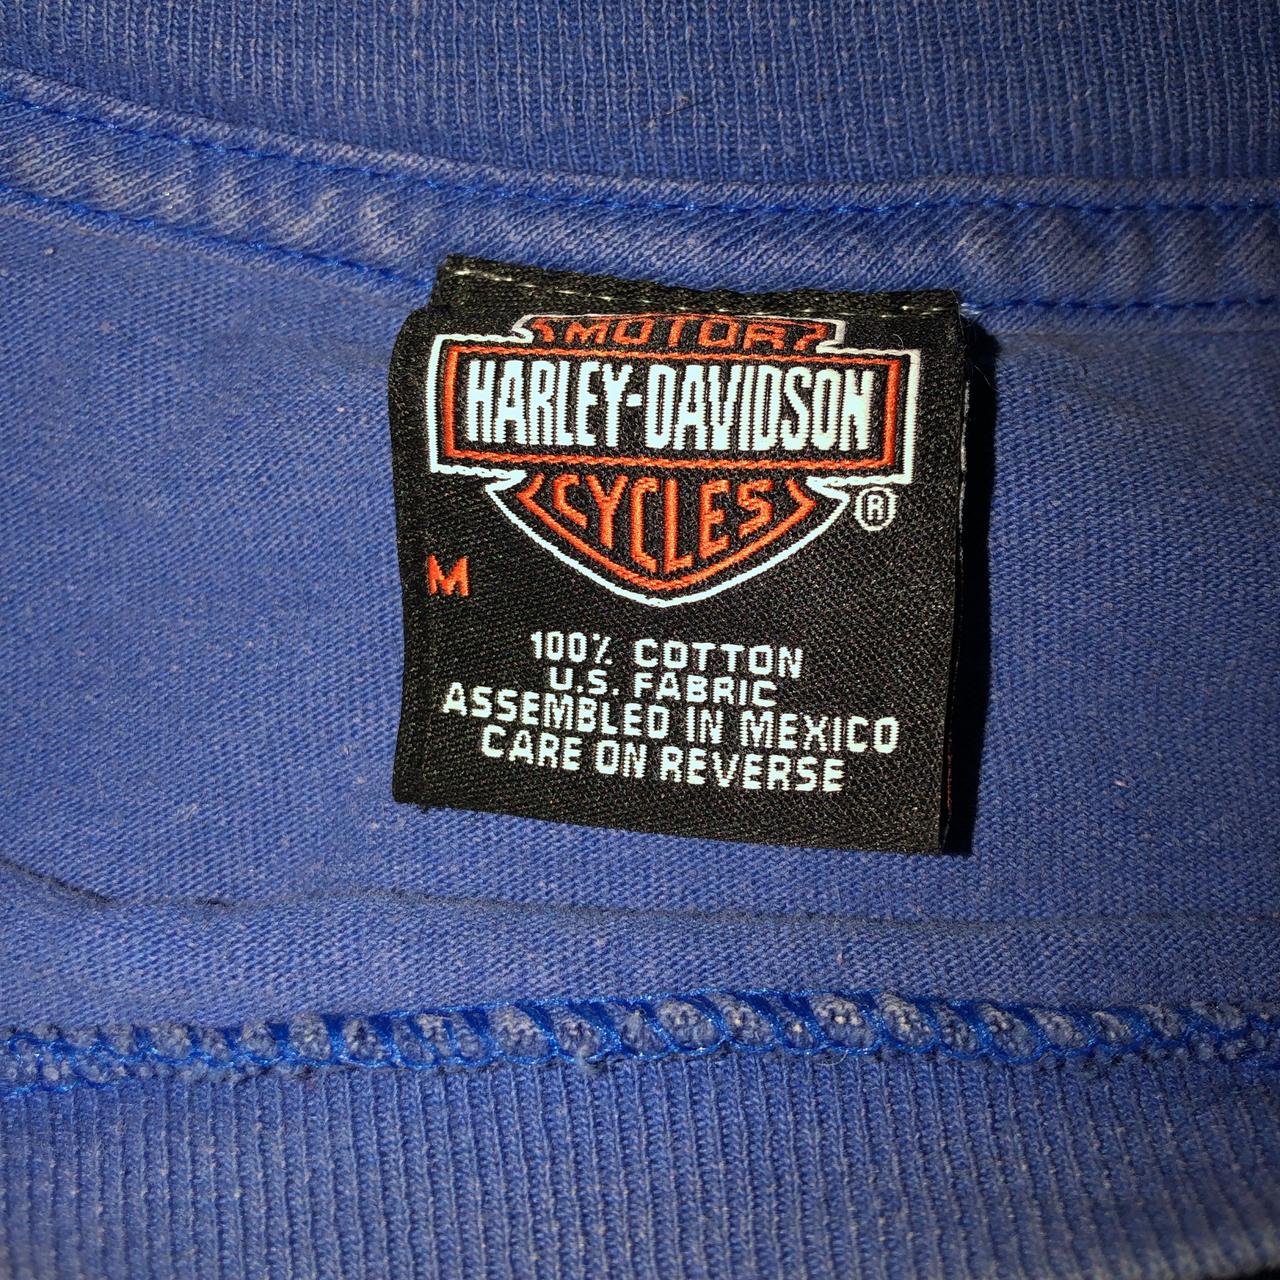 MOTOR
HARLEY-DAVIDSON
CYCLES
®
M
100% COTTON
U.S. FABRIC
ASSEMBLED IN MEXICO
CARE ON REVERSE